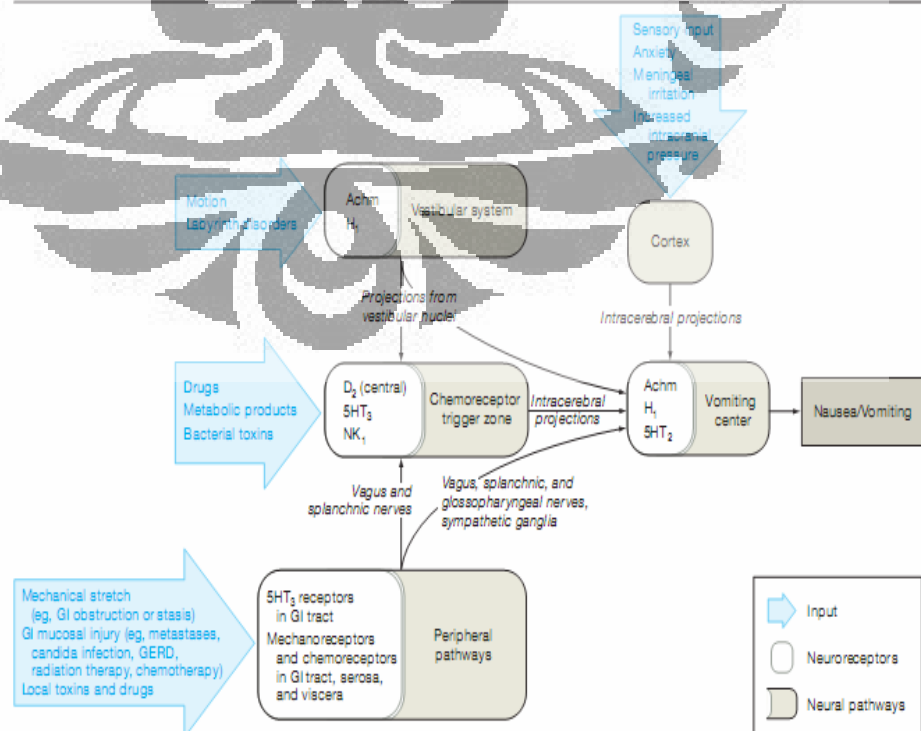 Sensory input
Anxiety
Meningeal
irritation
Increased
intracranial
pressure
Motion
Labyrinth disorders
Achm
H₁
Vestibular system
Cortex
Projections from
vestibular nuclei
Intracerebral projections
Drugs
Metabolic products
Bacterial toxins
D₂ (central)
5HT₃
NK₁
Chemoreceptor
trigger zone
Intracerebral
projections
Achm
H₁
5HT₂
Vomiting
center
Nausea/Vomiting
Vagus and
splanchnic nerves
Vagus, splanchnic, and
glossopharyngeal nerves,
sympathetic ganglia
Mechanical stretch
(eg, GI obstruction or stasis)
GI mucosal injury (eg, metastases,
candida infection, GERD,
radiation therapy, chemotherapy)
Local toxins and drugs
5HT₃ receptors
in GI tract
Mechanoreceptors
and chemoreceptors
in GI tract, serosa,
and viscera
Peripheral
pathways
Input
Neuroreceptors
Neural pathways